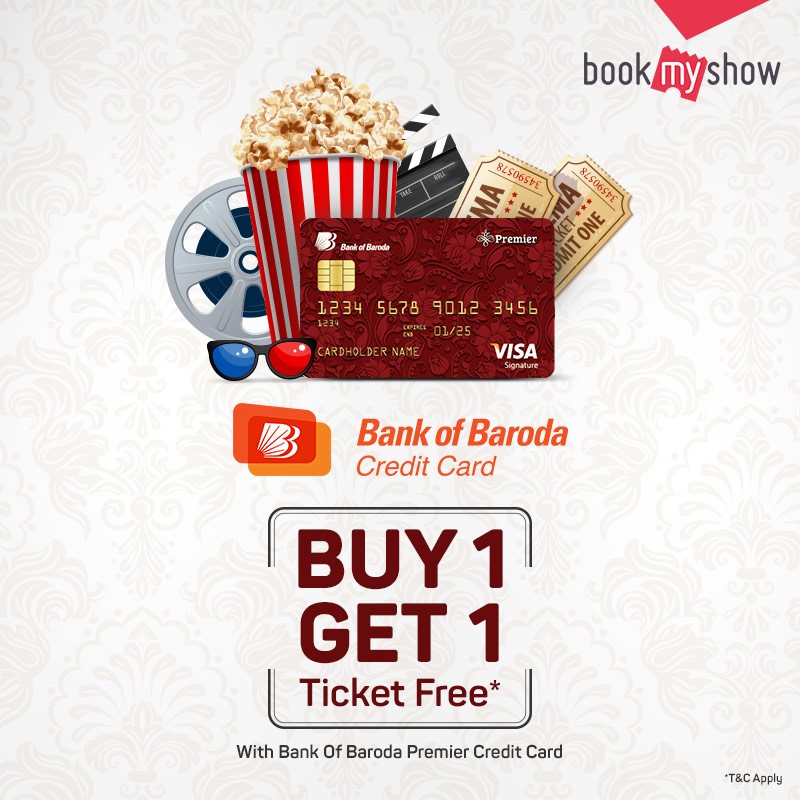 bookmyshow
TAKE
ROLL
34590578
34590578
ADMIT ONE
Bank of Baroda
Premier
1234 5678 9012 3456
1234
EXPIRES
END
01/25
CARDHOLDER NAME
VISA
Signature
Bank of Baroda
Credit Card
BUY 1
GET 1
Ticket Free*
With Bank Of Baroda Premier Credit Card
*T&C Apply